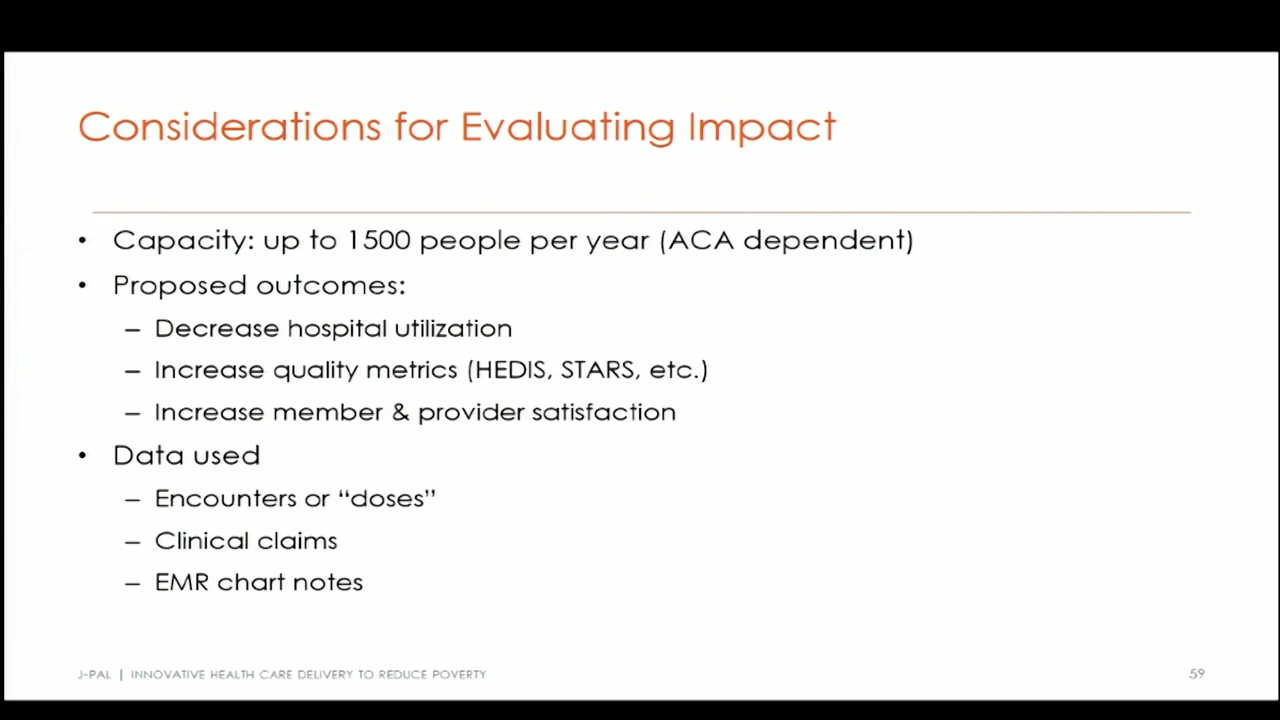 Considerations for Evaluating Impact
• Capacity: up to 1500 people per year (ACA dependent)
• Proposed outcomes:
– Decrease hospital utilization
– Increase quality metrics (HEDIS, STARS, etc.)
– Increase member & provider satisfaction
• Data used
– Encounters or “doses”
– Clinical claims
– EMR chart notes
J-PAL | INNOVATIVE HEALTH CARE DELIVERY TO REDUCE POVERTY 59